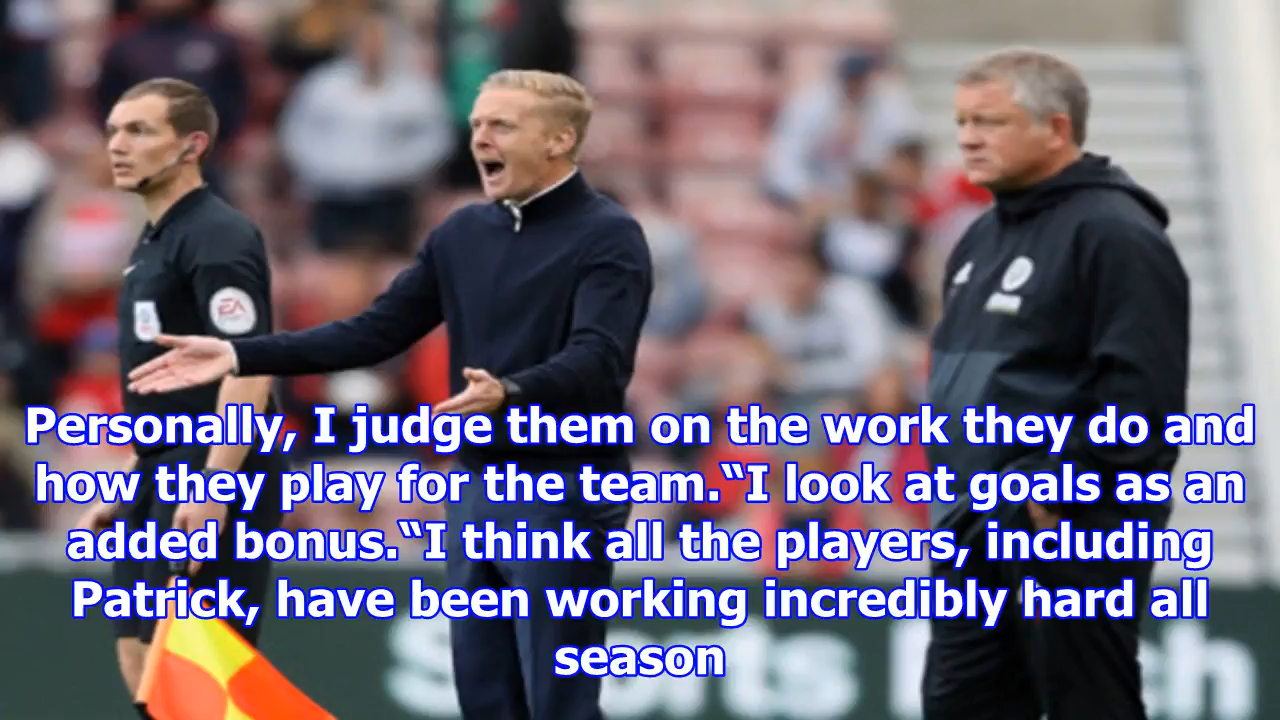 EA
Personally, I judge them on the work they do and
how they play for the team.“I look at goals as an
added bonus.“I think all the players, including
Patrick, have been working incredibly hard all
season